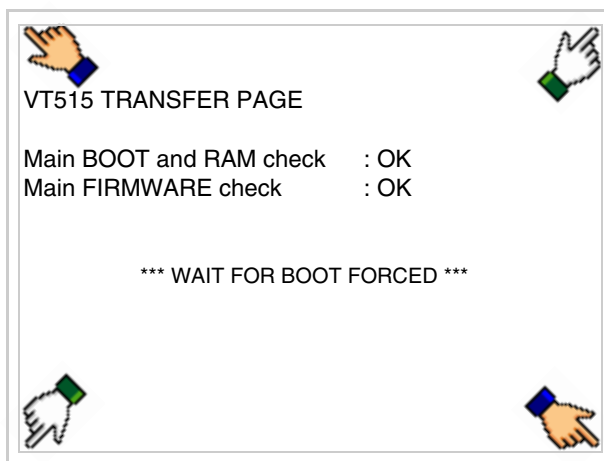 VT515 TRANSFER PAGE
Main BOOT and RAM check : OK
Main FIRMWARE check : OK
*** WAIT FOR BOOT FORCED ***